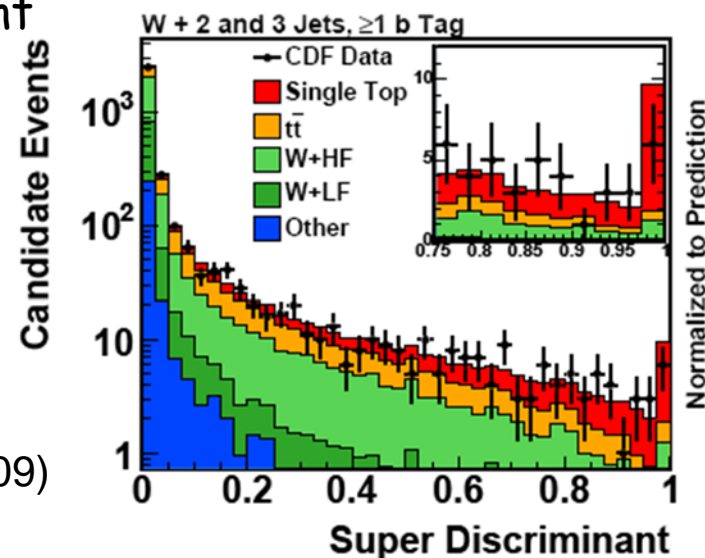 nt
W + 2 and 3 Jets, ≥1 b Tag
Candidate Events
10³
10²
10
1
CDF Data
Single Top
tt̄
W+HF
W+LF
Other
10
5
0
0.75 0.8 0.85 0.9 0.95 1
Normalized to Prediction
0 0.2 0.4 0.6 0.8 1
Super Discriminant
09)